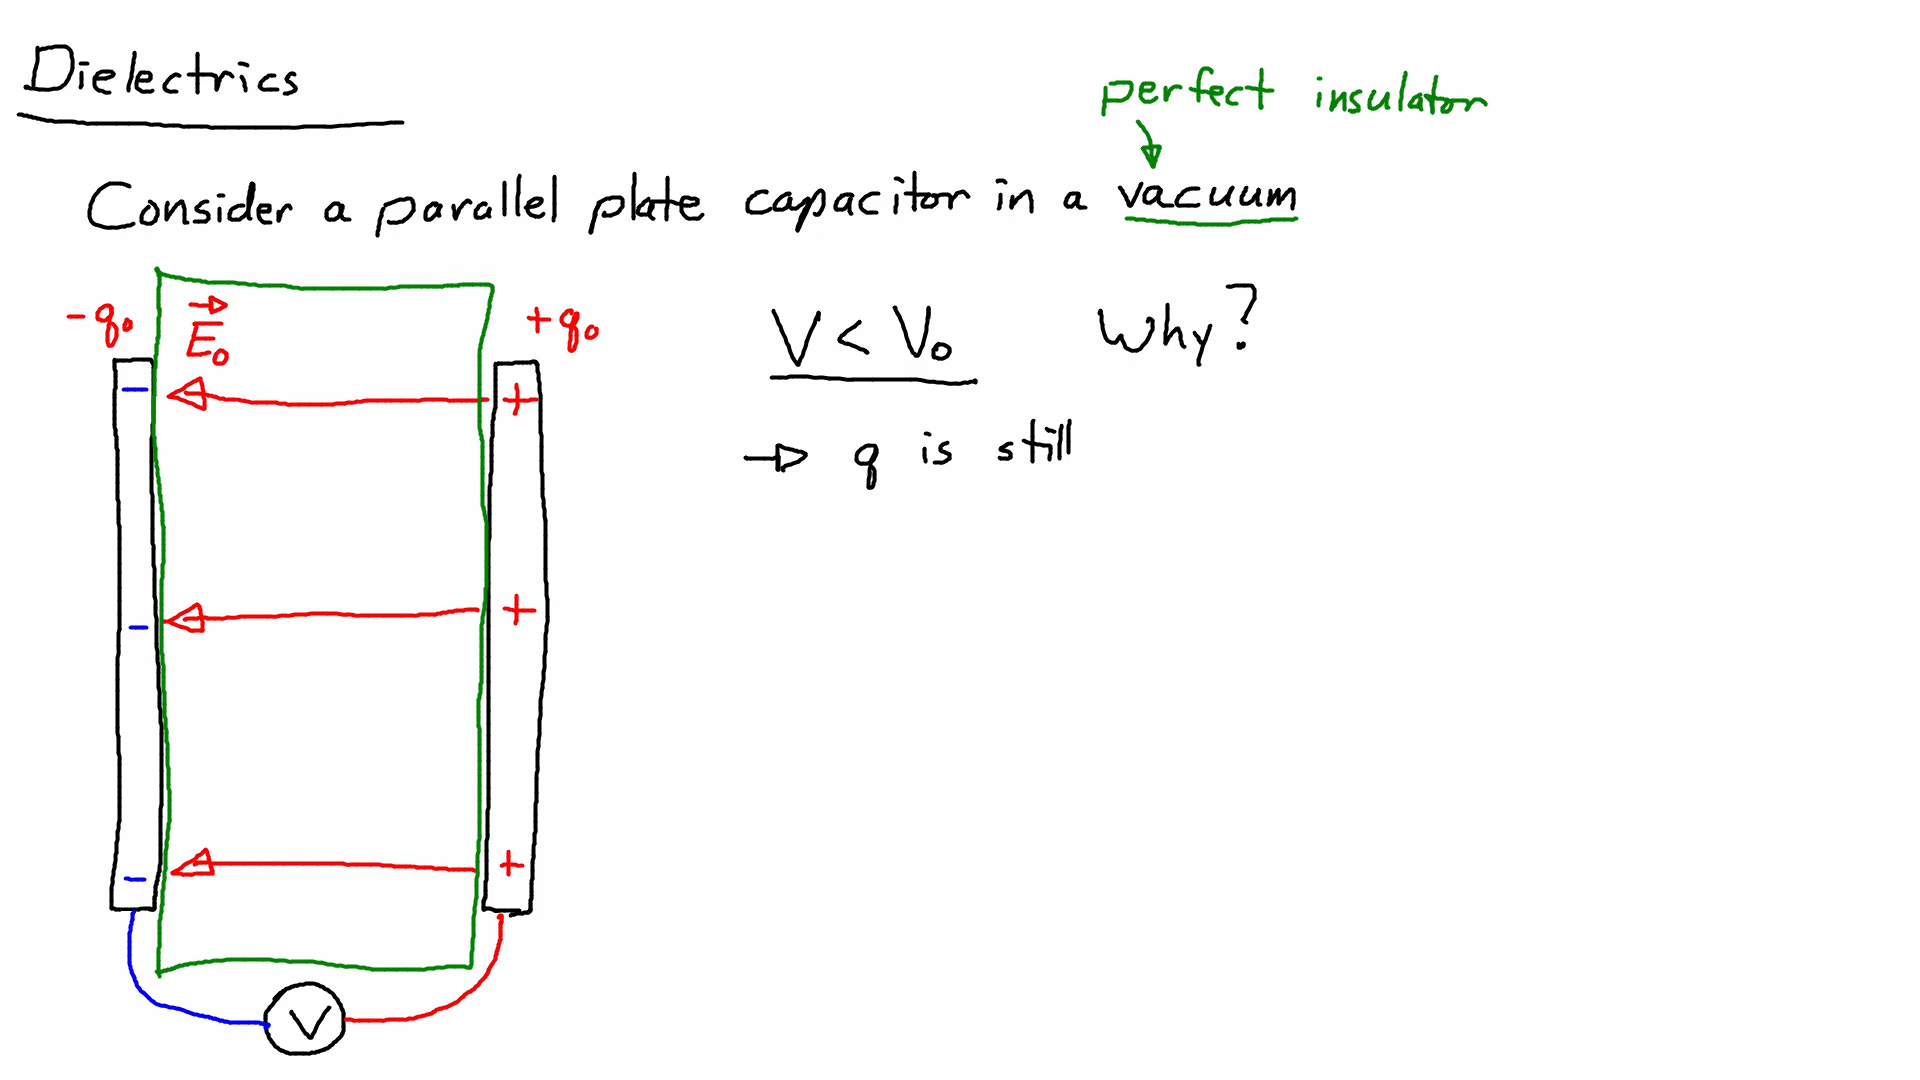 Dielectrics
perfect insulator
Consider a parallel plate capacitor in a vacuum
-q₀ E₀ +q₀
V < V₀ Why?
→ q is still
- +
- +
- +
V